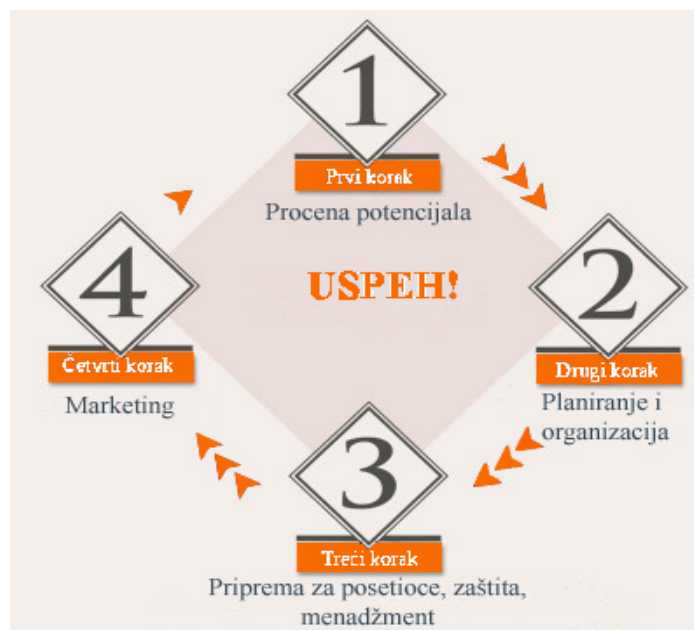 1
Prvi korak
Procena potencijala
USPEH!
2
Drugi korak
Planiranje i
organizacija
3
Treći korak
Priprema za posetioce, zaštita,
menadžment
4
Četvrti korak
Marketing